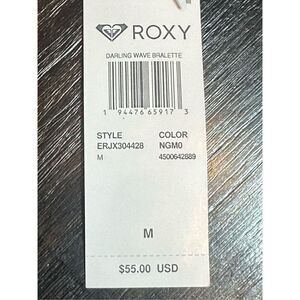 ROXY
DARLING WAVE BRALETTE
1 94476 65917 3
STYLE COLOR
ERJX304428 NGM0
M 4500642889
M
$55.00 USD